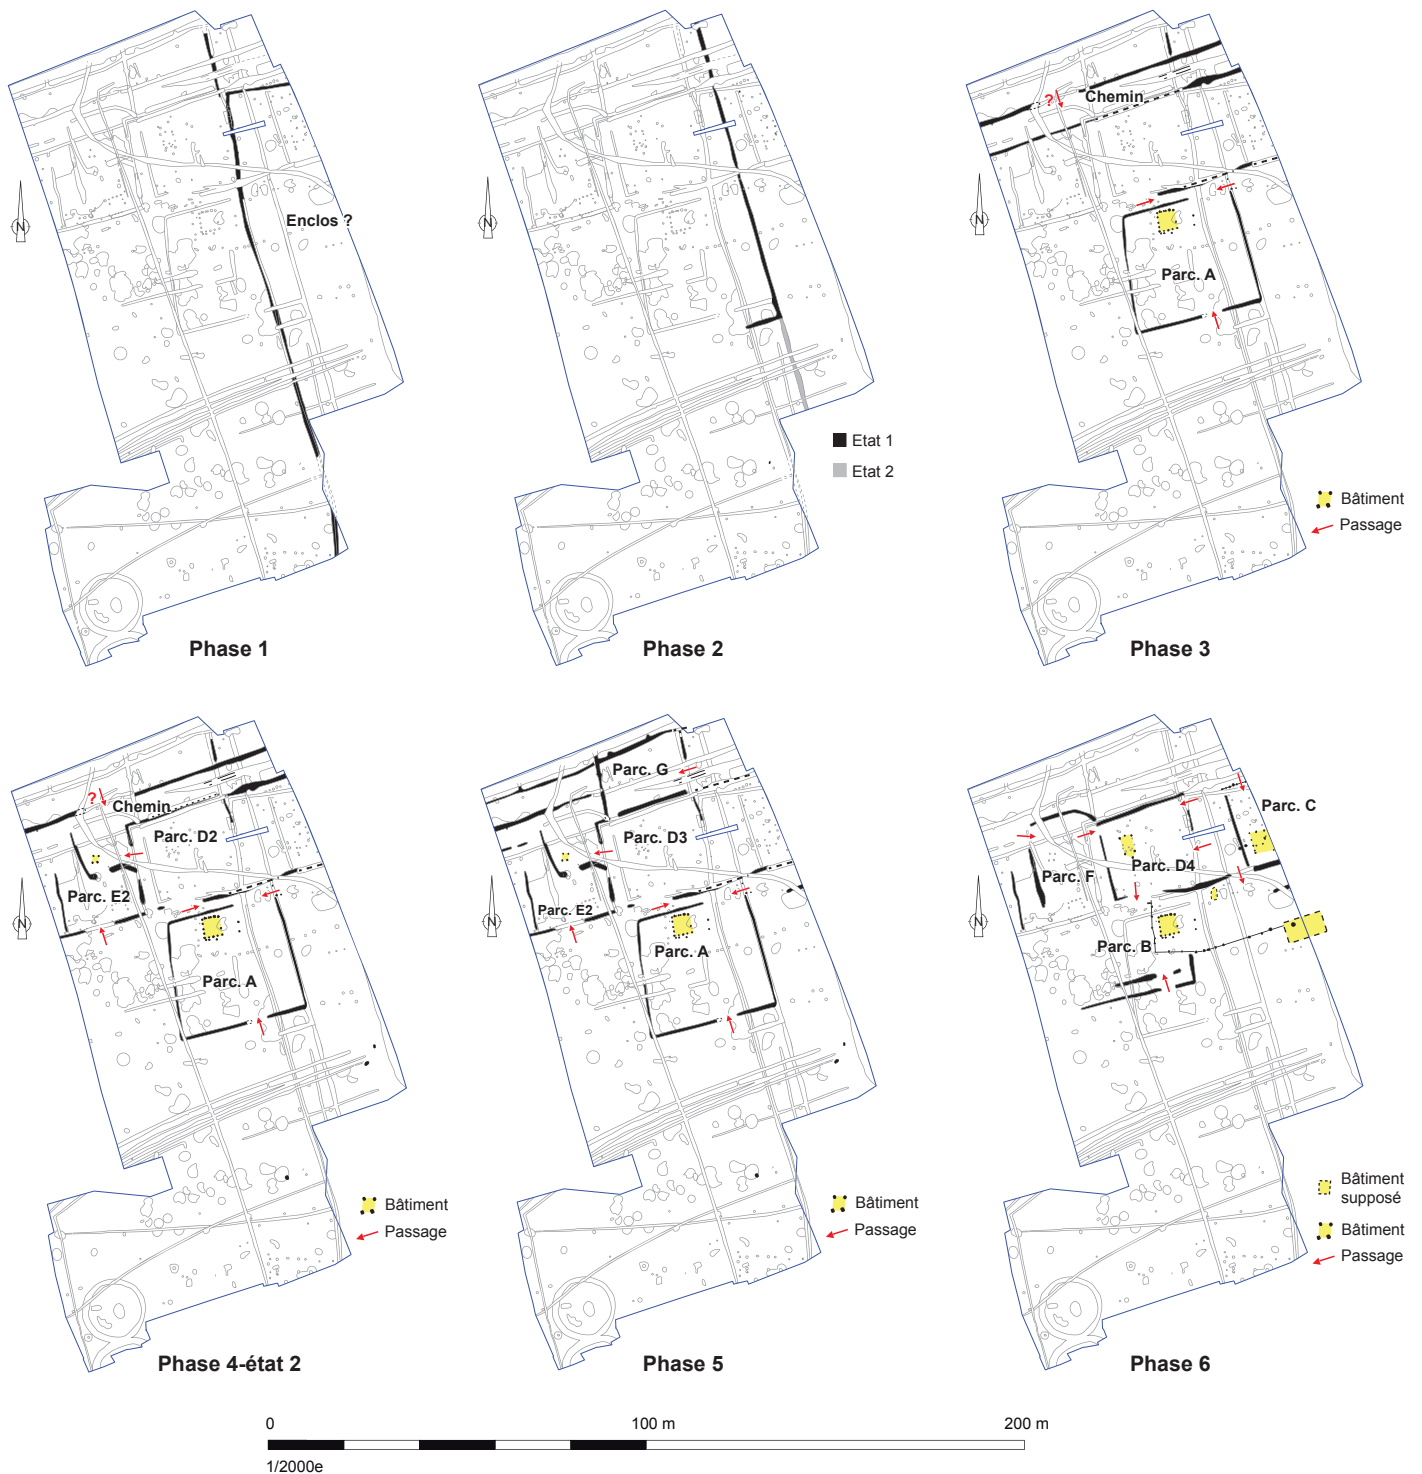 Enclos ?
N
Phase 1
N
Etat 1
Etat 2
Phase 2
?
Chemin
N
Parc. A
Bâtiment
Passage
Phase 3
?
Chemin
Parc. D2
Parc. E2
N
Parc. A
Bâtiment
Passage
Phase 4-état 2
Parc. G
Parc. D3
Parc. E2
N
Parc. A
Bâtiment
Passage
Phase 5
Parc. C
Parc. D4
Parc. F
N
Parc. B
Bâtiment
supposé
Bâtiment
Passage
Phase 6
0
100 m
200 m
1/2000e